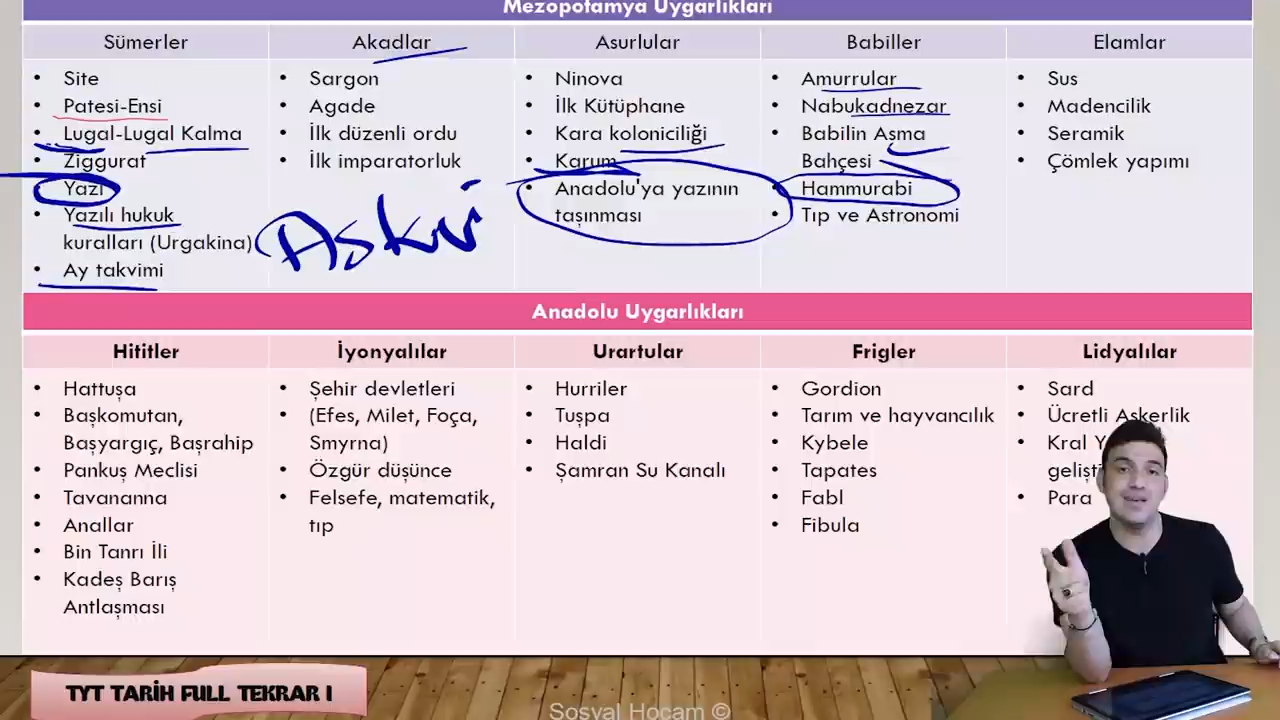 Mezopotamya Uygarlıkları
Sümerler
• Site
• Patesi-Ensi
• Lugal-Lugal Kalma
• Ziggurat
• Yazı
• Yazılı hukuk
kuralları (Urgakina)
• Ay takvimi
Akadlar
• Sargon
• Agade
• İlk düzenli ordu
• İlk imparatorluk
Askeri
Asurlular
• Ninova
• İlk Kütüphane
• Kara koloniciliği
• Karum
• Anadolu'ya yazının
taşınması
Babiller
• Amurrular
• Nabukadnezar
• Babilin Asma
Bahçesi
• Hammurabi
• Tıp ve Astronomi
Elamlar
• Sus
• Madencilik
• Seramik
• Çömlek yapımı
Anadolu Uygarlıkları
Hititler
• Hattuşa
• Başkomutan,
Başyargıç, Başrahip
• Pankuş Meclisi
• Tavananna
• Anallar
• Bin Tanrı İli
• Kadeş Barış
Antlaşması
İyonyalılar
• Şehir devletleri
• (Efes, Milet, Foça,
Smyrna)
• Özgür düşünce
• Felsefe, matematik,
tıp
Urartular
• Hurriler
• Tuşpa
• Haldi
• Şamran Su Kanalı
Frigler
• Gordion
• Tarım ve hayvancılık
• Kybele
• Tapates
• Fabl
• Fibula
Lidyalılar
• Sard
• Ücretli Askerlik
• Kral
• Para
TYT TARİH FULL TEKRAR I
Sosyal Hocam ©